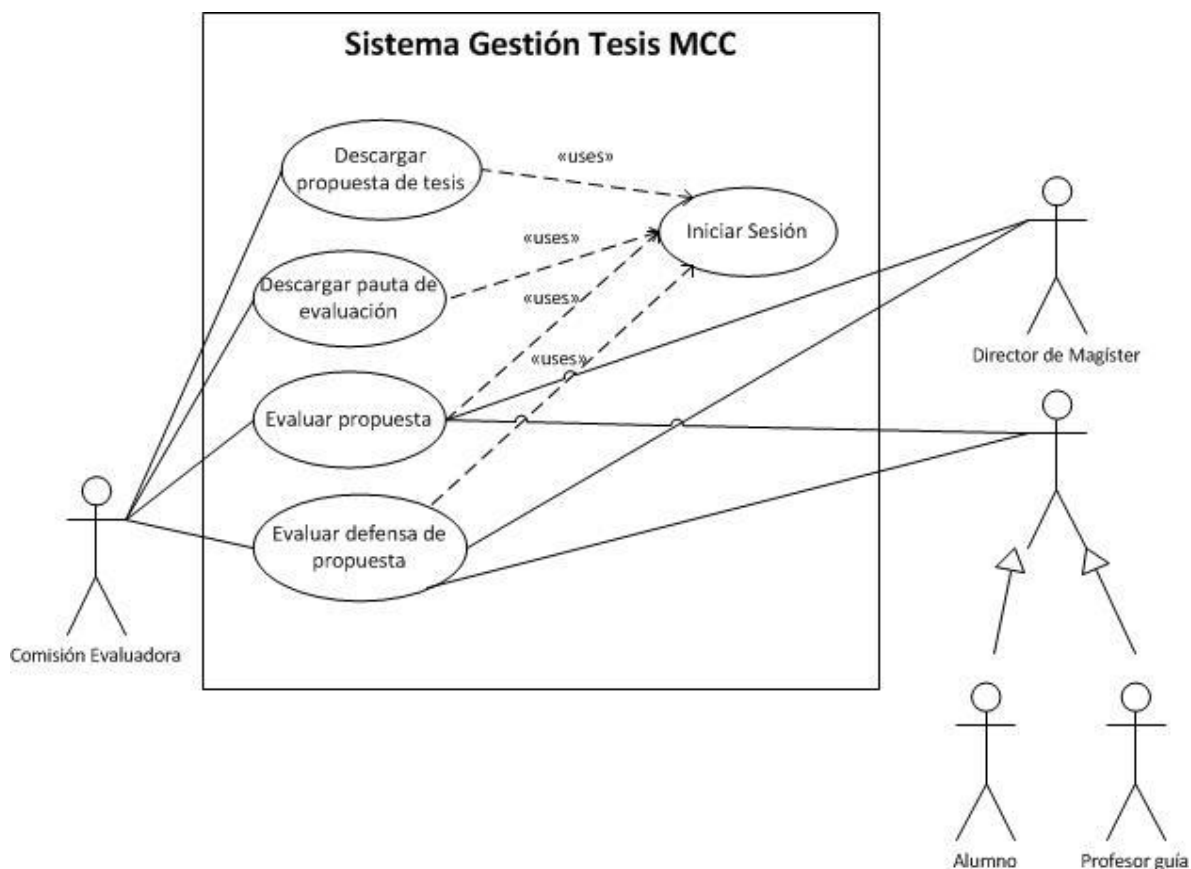 Sistema Gestión Tesis MCC
Descargar
propuesta de tesis
«uses»
Iniciar Sesión
«uses»
Descargar pauta de
evaluación
«uses»
«uses»
Director de Magíster
Evaluar propuesta
Evaluar defensa de
propuesta
Comisión Evaluadora
Alumno
Profesor guía